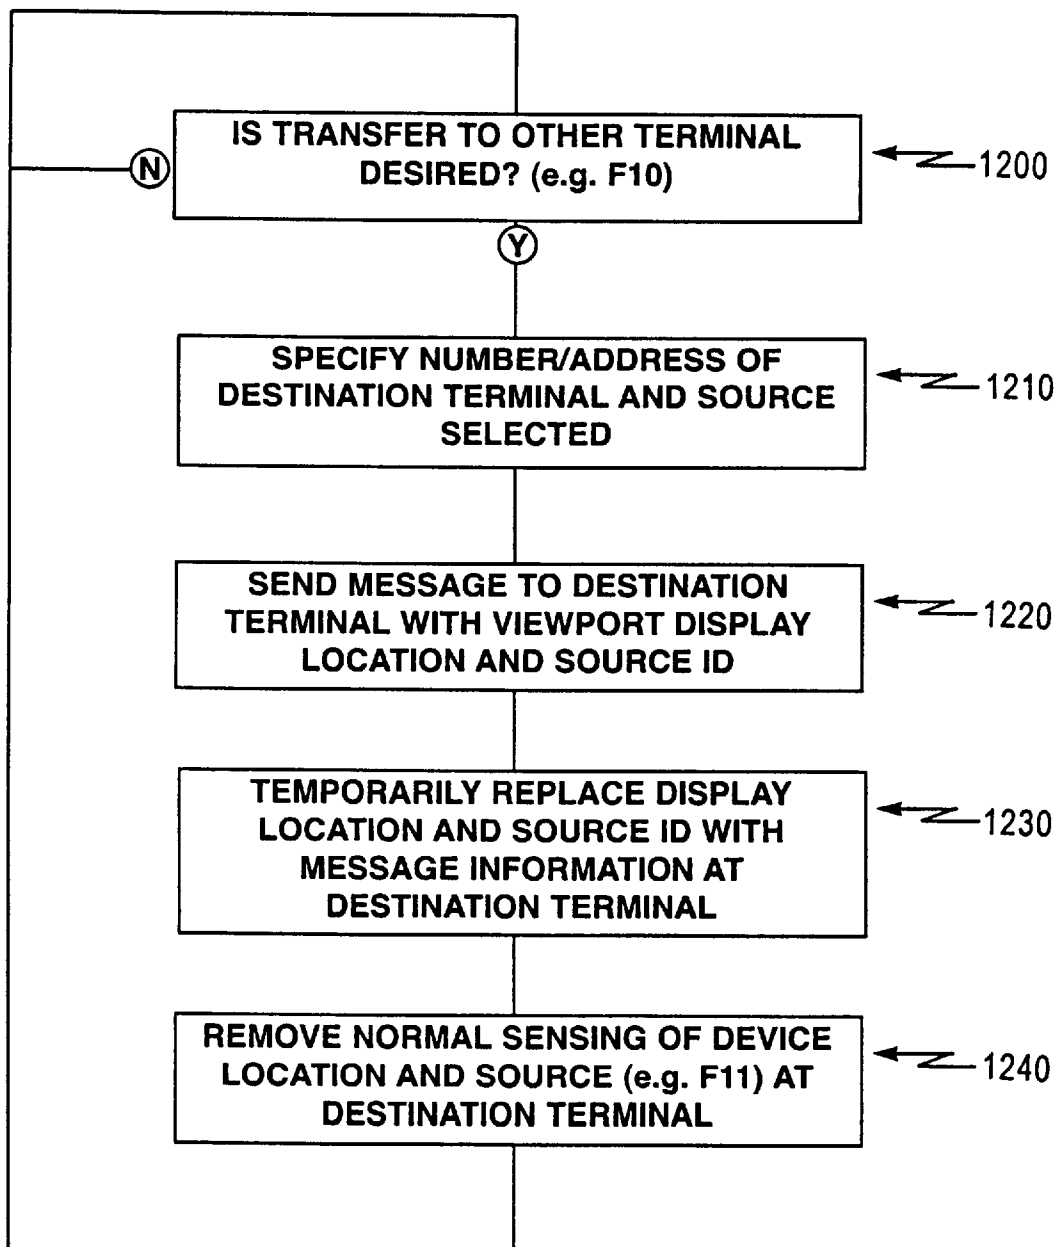 IS TRANSFER TO OTHER TERMINAL
DESIRED? (e.g. F10)
1200
N
Y
SPECIFY NUMBER/ADDRESS OF
DESTINATION TERMINAL AND SOURCE
SELECTED
1210
SEND MESSAGE TO DESTINATION
TERMINAL WITH VIEWPORT DISPLAY
LOCATION AND SOURCE ID
1220
TEMPORARILY REPLACE DISPLAY
LOCATION AND SOURCE ID WITH
MESSAGE INFORMATION AT
DESTINATION TERMINAL
1230
REMOVE NORMAL SENSING OF DEVICE
LOCATION AND SOURCE (e.g. F11) AT
DESTINATION TERMINAL
1240